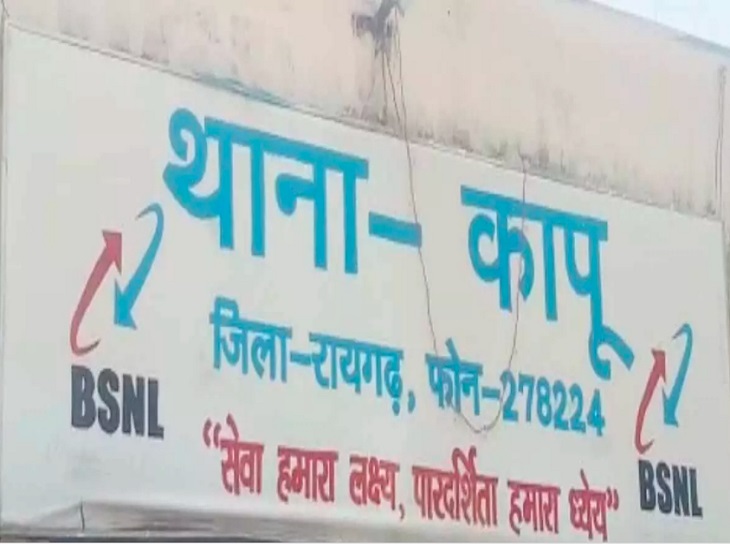 थाना- कापू
जिला-रायगढ़, फोन-278224
BSNL
"सेवा हमारा लक्ष्य, पारदर्शिता हमारा ध्येय"
BSNL